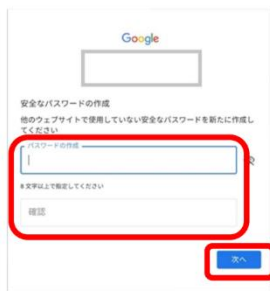 Google
安全なパスワードの作成
他のウェブサイトで使用していない安全なパスワードを新たに作成し
てください
パスワードの作成
8 文字以上で指定してください
確認
次へ